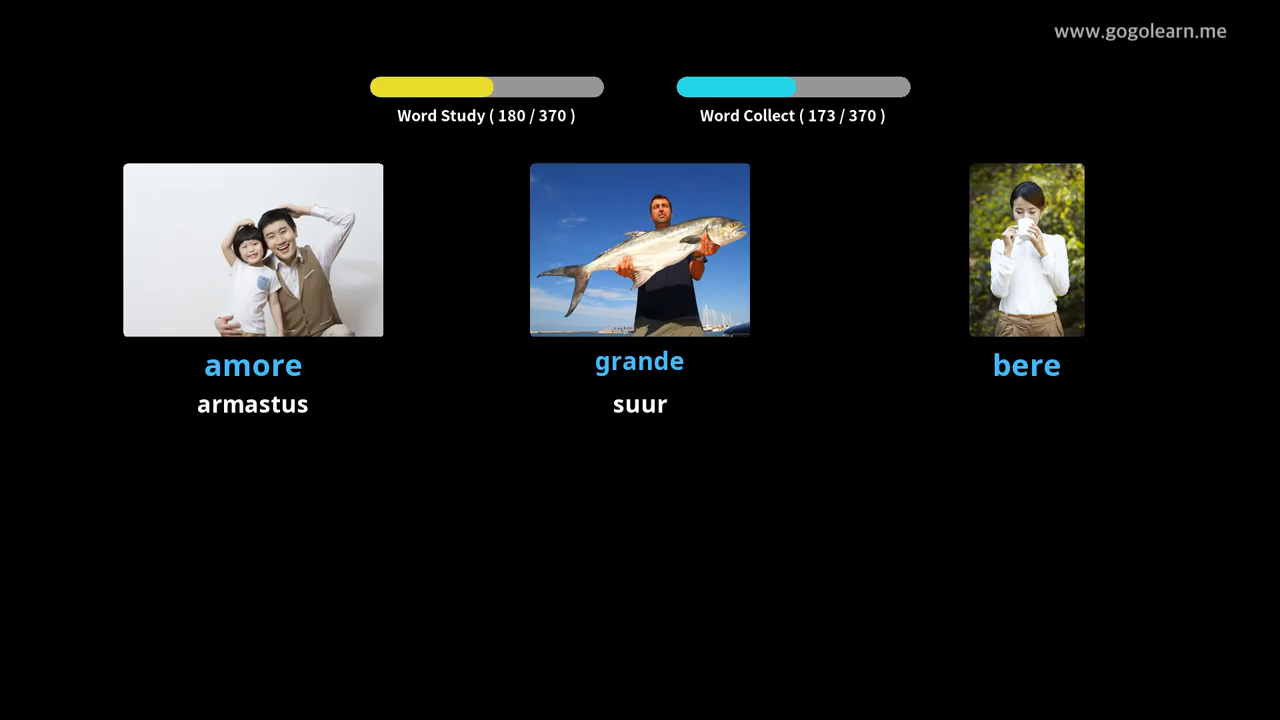 www.gogolearn.me
Word Study ( 180 / 370 )
Word Collect ( 173 / 370 )
amore
armastus
grande
suur
bere